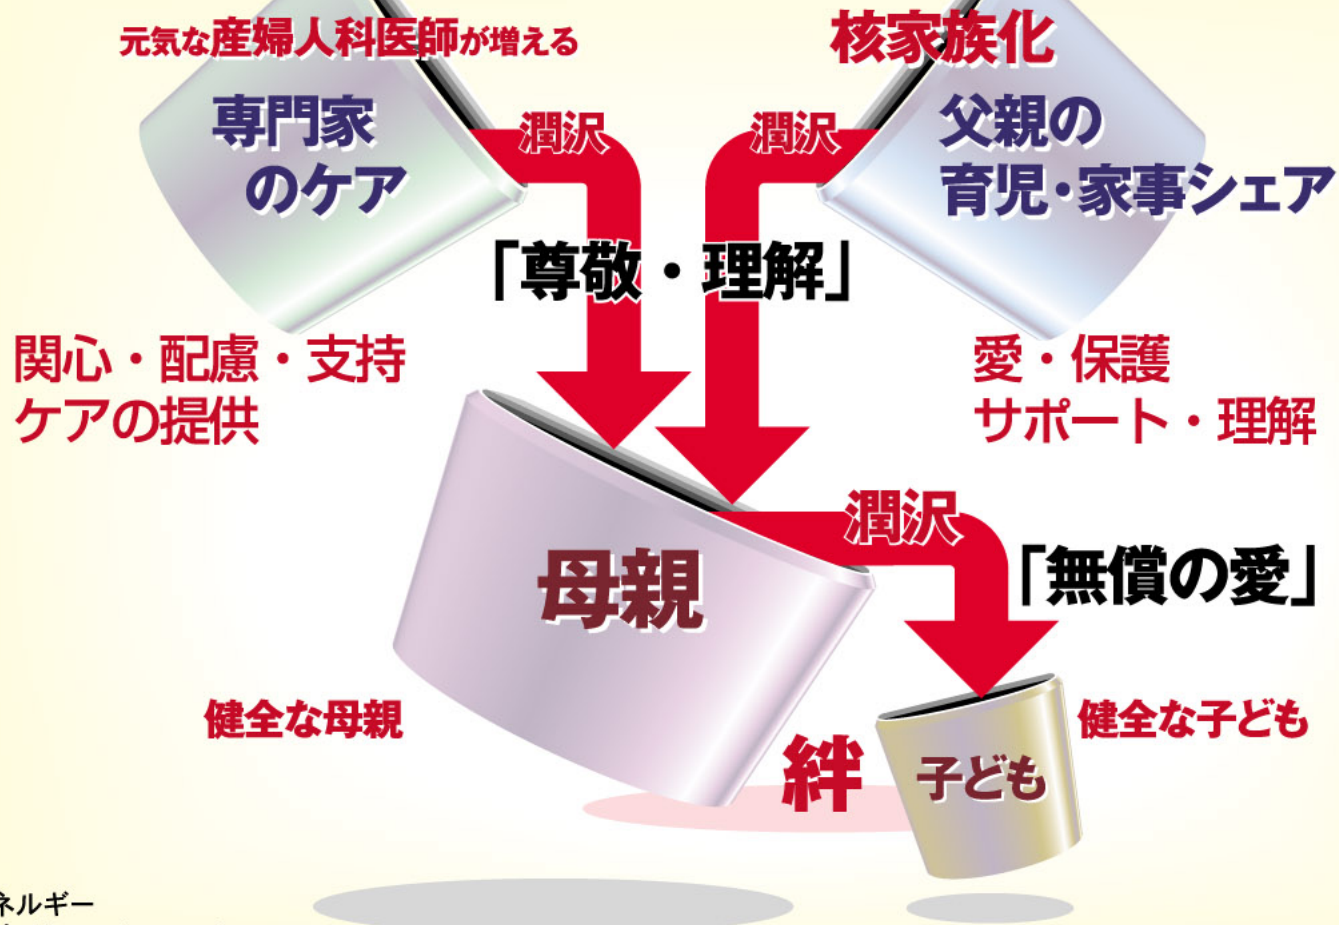 元気な産婦人科医師が増える
核家族化
専門家
のケア
父親の
育児・家事シェア
潤沢
潤沢
「尊敬・理解」
関心・配慮・支持
ケアの提供
愛・保護
サポート・理解
潤沢
「無償の愛」
母親
健全な母親
絆
子ども
健全な子ども
ネルギー